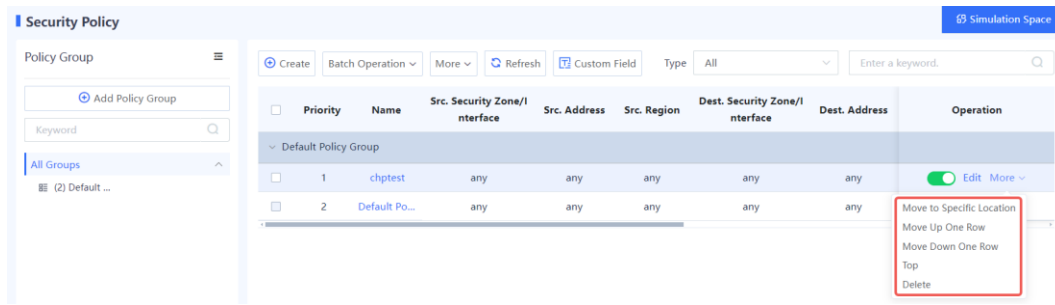 Security Policy
Simulation Space
Policy Group
Add Policy Group
Keyword
All Groups
(2) Default ...
Create Batch Operation More Refresh Custom Field Type All Enter a keyword.
Priority Name Src. Security Zone/I Src. Address Src. Region Dest. Security Zone/I Dest. Address Operation
nterface nterface
Default Policy Group
1 chptest any any any any any Edit More
2 Default Po... any any any any any
Move to Specific Location
Move Up One Row
Move Down One Row
Top
Delete